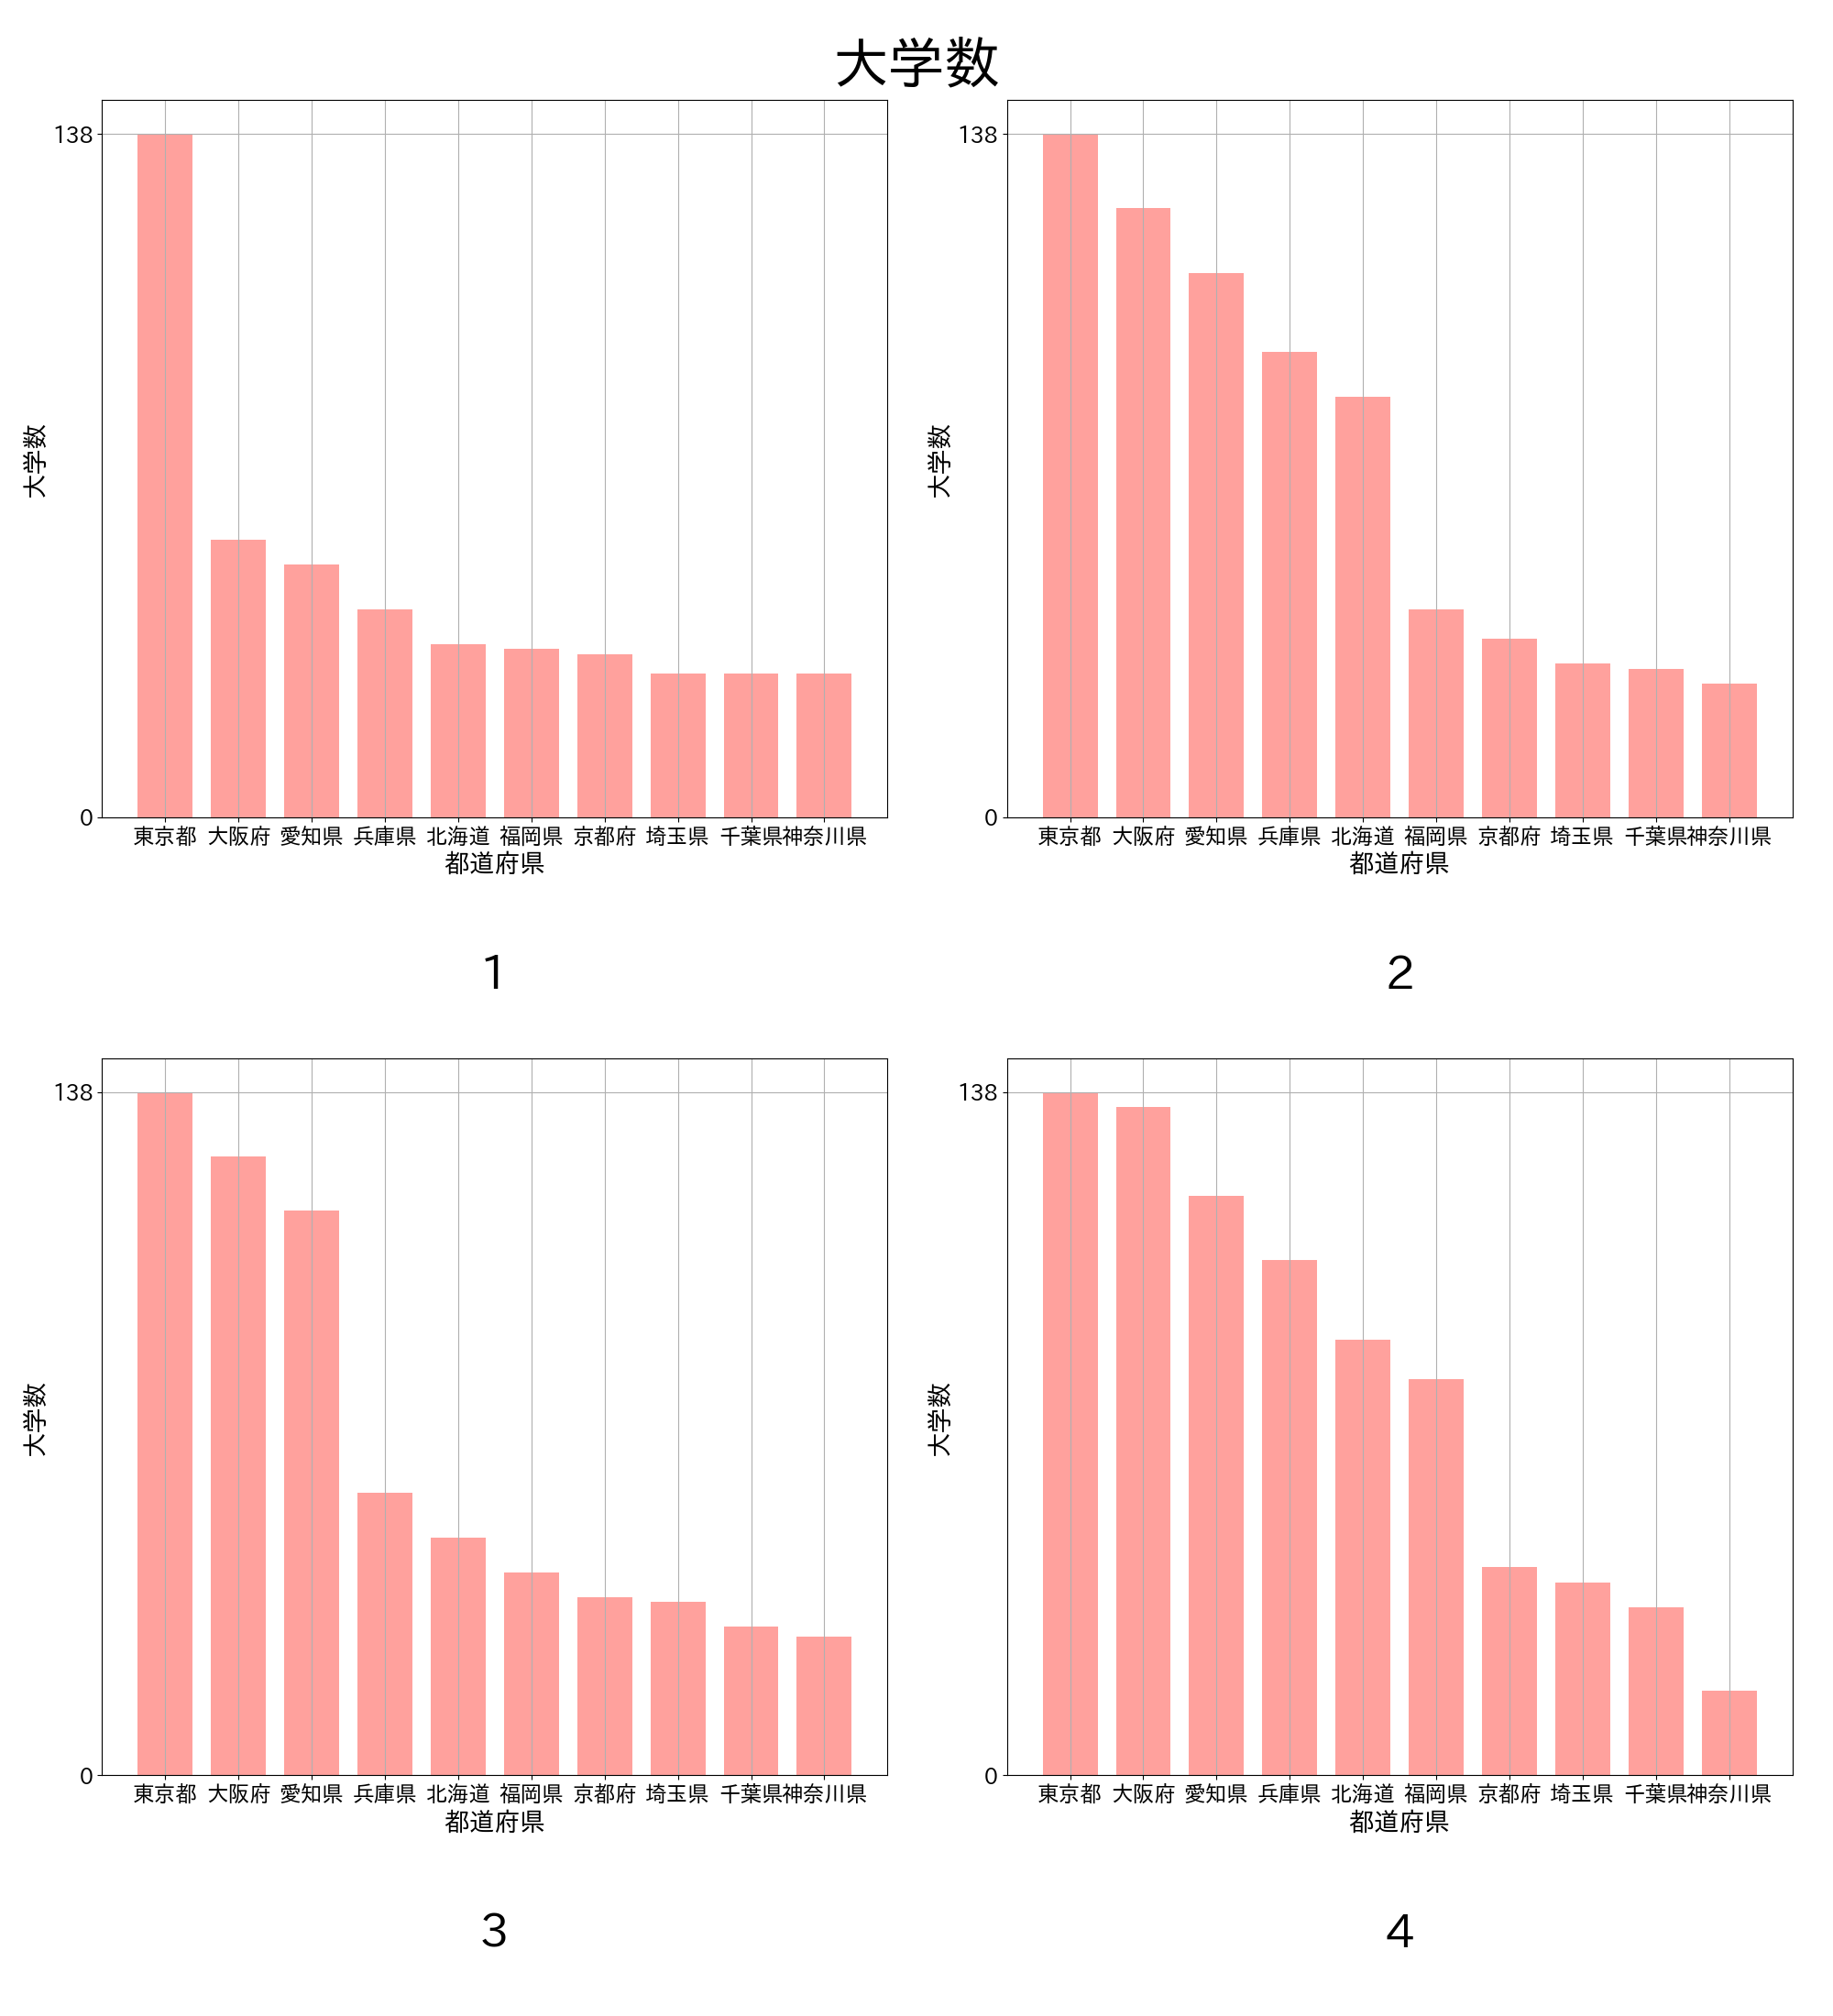 大学数
138
0
大学数
東京都 大阪府 愛知県 兵庫県 北海道 福岡県 京都府 埼玉県 千葉県 神奈川県
都道府県
1
138
0
大学数
東京都 大阪府 愛知県 兵庫県 北海道 福岡県 京都府 埼玉県 千葉県 神奈川県
都道府県
2
138
0
大学数
東京都 大阪府 愛知県 兵庫県 北海道 福岡県 京都府 埼玉県 千葉県 神奈川県
都道府県
3
138
0
大学数
東京都 大阪府 愛知県 兵庫県 北海道 福岡県 京都府 埼玉県 千葉県 神奈川県
都道府県
4